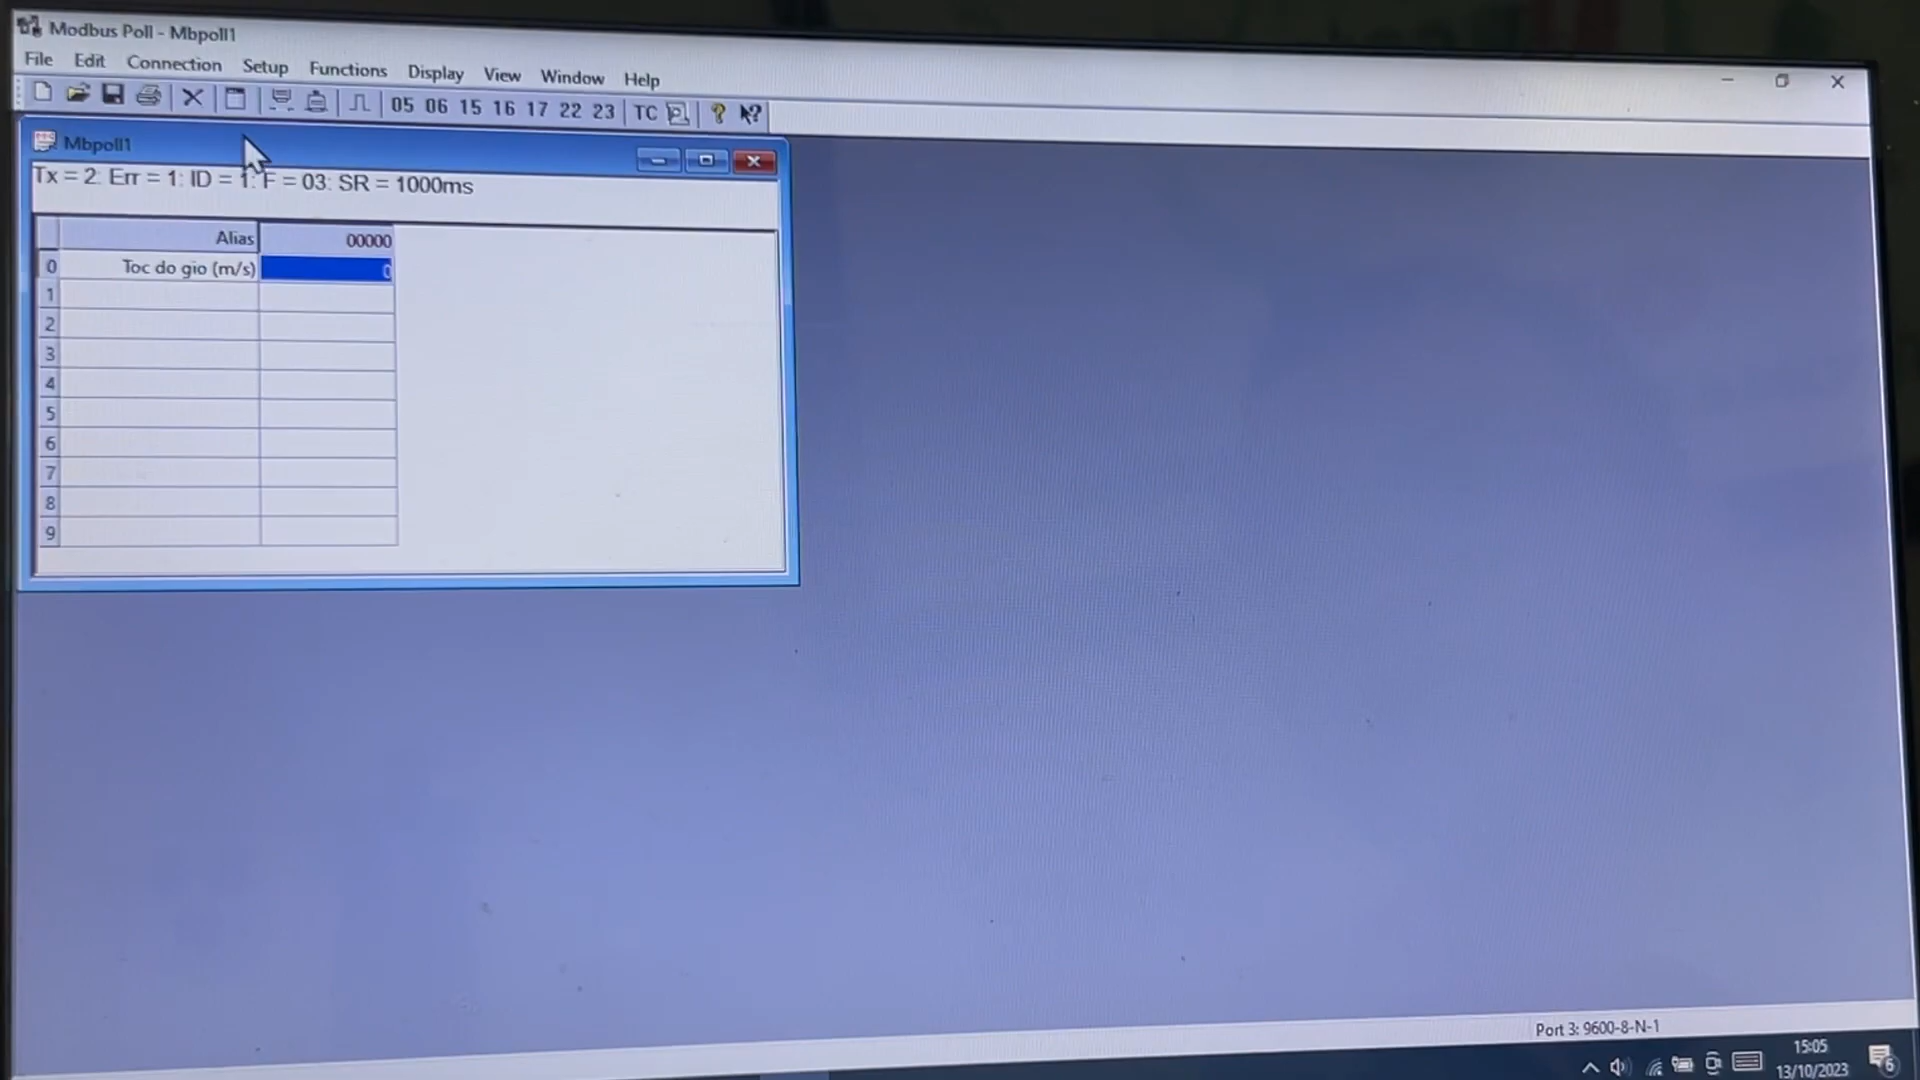 Modbus Poll - Mbpoll1
File Edit Connection Setup Functions Display View Window Help
05 06 15 16 17 22 23 TC
Mbpoll1
Tx = 2: Err = 1: ID = 1: F = 03: SR = 1000ms
Alias 00000
0 Toc do gio (m/s) 0
1
2
3
4
5
6
7
8
9
Port 3: 9600-8-N-1
15:05
13/10/2023
6